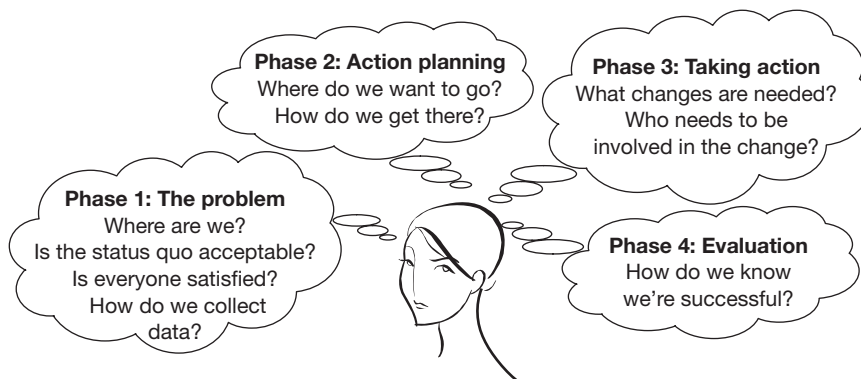 Phase 1: The problem
Where are we?
Is the status quo acceptable?
Is everyone satisfied?
How do we collect
data?
Phase 2: Action planning
Where do we want to go?
How do we get there?
Phase 3: Taking action
What changes are needed?
Who needs to be
involved in the change?
Phase 4: Evaluation
How do we know
we're successful?